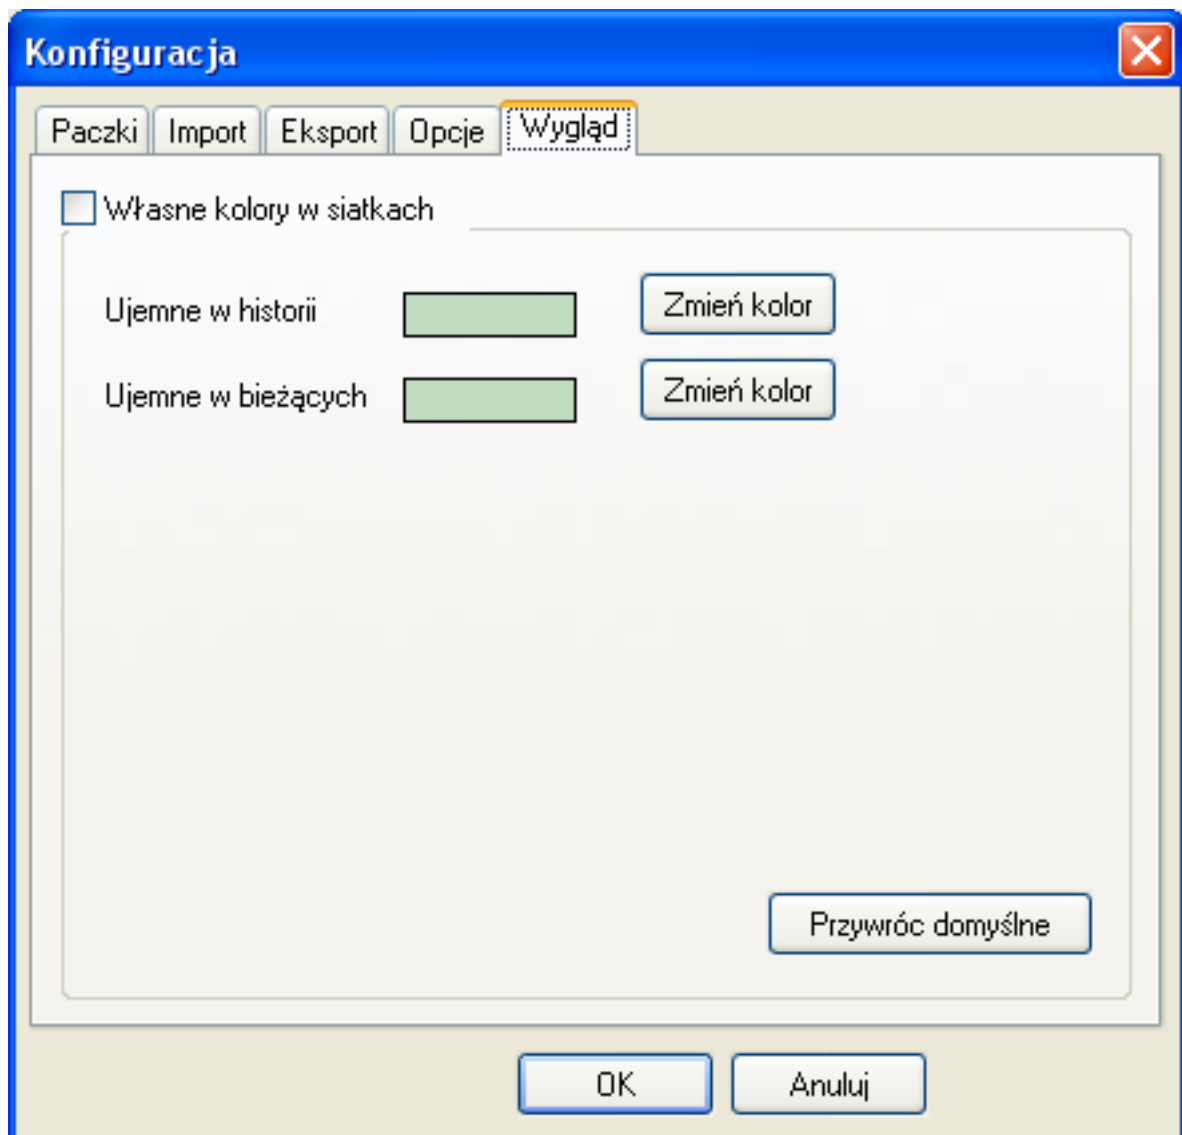 Konfiguracja
Paczki Import Eksport Opcje Wygląd
Własne kolory w siatkach
Ujemne w historii Zmień kolor
Ujemne w bieżących Zmień kolor
Przywróc domyślne
OK Anuluj